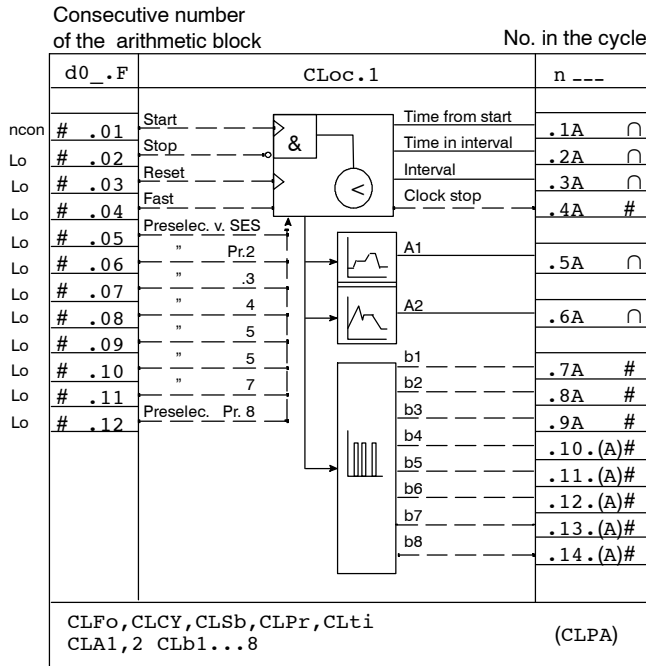 Consecutive number
of the arithmetic block
No. in the cycle
d0_.F CLoc.1 n ___
ncon # .01 Start Time from start .1A ∩
Lo # .02 Stop & Time in interval .2A ∩
Lo # .03 Reset Interval .3A ∩
Lo # .04 Fast < Clock stop .4A #
Lo # .05 Preselec. v. SES
Lo # .06 " Pr.2 A1 .5A ∩
Lo # .07 " .3
Lo # .08 " 4 A2 .6A ∩
Lo # .09 " 5
Lo # .10 " 5 b1 .7A #
Lo # .11 " 7 b2 .8A #
Lo # .12 Preselec. Pr. 8 b3 .9A #
b4 .10.(A)#
b5 .11.(A)#
b6 .12.(A)#
b7 .13.(A)#
b8 .14.(A)#
CLFo,CLCY,CLSb,CLPr,CLti
CLA1,2 CLb1...8
(CLPA)